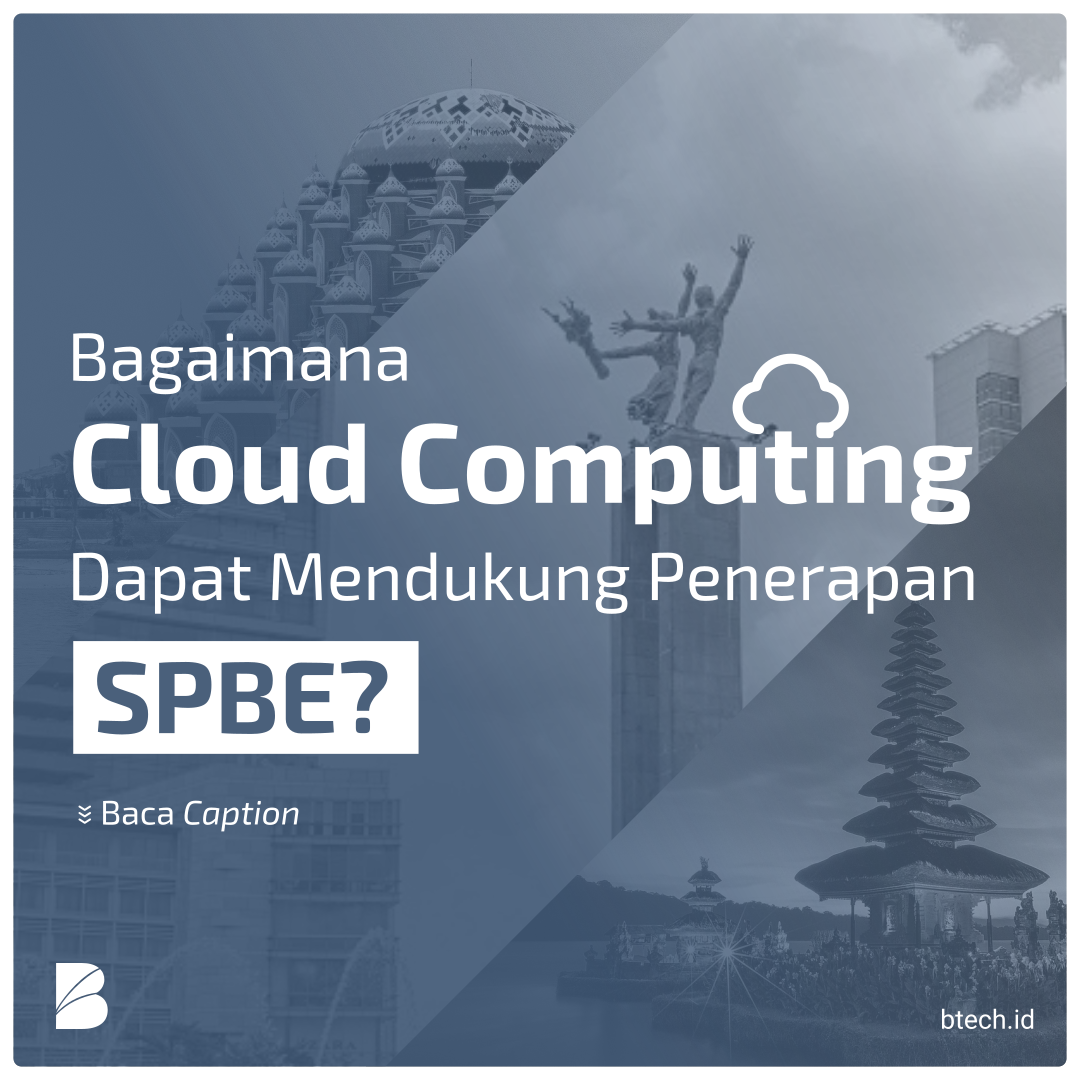 Bagaimana
Cloud Computing
Dapat Mendukung Penerapan
SPBE?
Baca Caption
btech.id